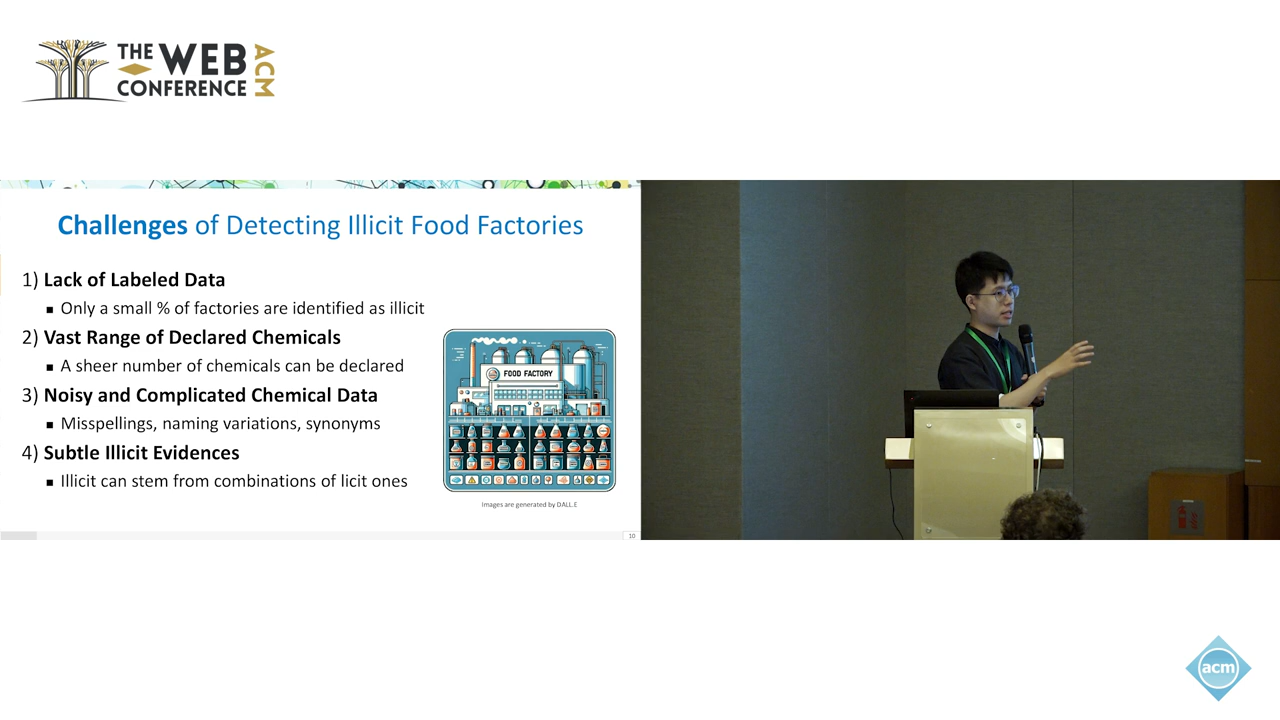 THE WEB
CONFERENCE
ACM
Challenges of Detecting Illicit Food Factories
1) Lack of Labeled Data
▪ Only a small % of factories are identified as illicit
2) Vast Range of Declared Chemicals
▪ A sheer number of chemicals can be declared
3) Noisy and Complicated Chemical Data
▪ Misspellings, naming variations, synonyms
4) Subtle Illicit Evidences
▪ Illicit can stem from combinations of licit ones
FOOD FACTORY
Images are generated by DALL.E
10
acm